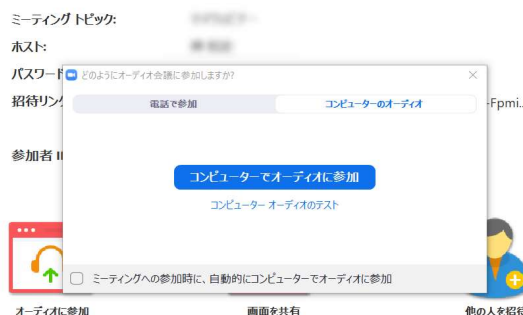 ミーティング トピック:
ホスト:
パスワード
どのようにオーディオ会議に参加しますか?
招待リンク
電話で参加
コンピューターのオーディオ
-Fpmi..
参加者 I
コンピューターでオーディオに参加
コンピューター オーディオのテスト
ミーティングへの参加時に、自動的にコンピューターでオーディオに参加
オーディオに参加
画面を共有
他の人を招待